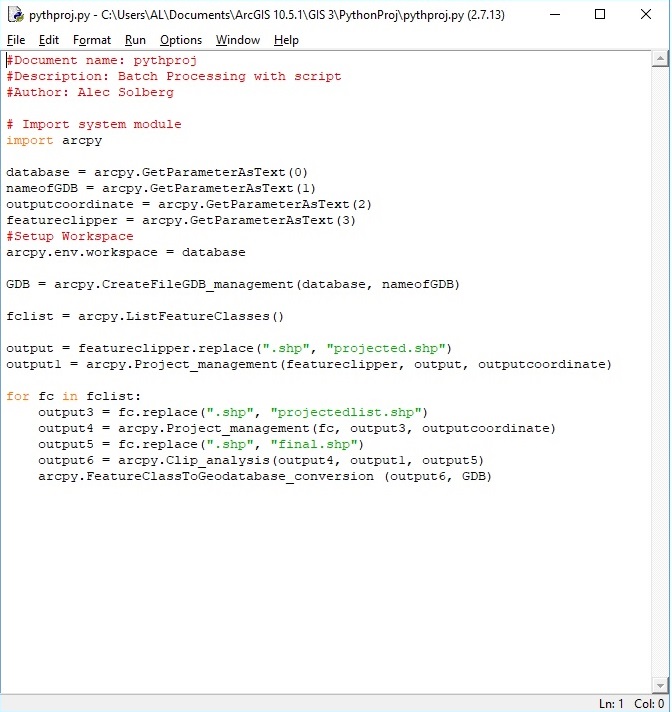 pythproj.py - C:\Users\AL\Documents\ArcGIS 10.5.1\GIS 3\PythonProj\pythproj.py (2.7.13)
File Edit Format Run Options Window Help
#Document name: pythproj
#Description: Batch Processing with script
#Author: Alec Solberg

# Import system module
import arcpy

database = arcpy.GetParameterAsText(0)
nameofGDB = arcpy.GetParameterAsText(1)
outputcoordinate = arcpy.GetParameterAsText(2)
featureclipper = arcpy.GetParameterAsText(3)
#Setup Workspace
arcpy.env.workspace = database

GDB = arcpy.CreateFileGDB_management(database, nameofGDB)

fclist = arcpy.ListFeatureClasses()

output = featureclipper.replace(".shp", "projected.shp")
output1 = arcpy.Project_management(featureclipper, output, outputcoordinate)

for fc in fclist:
    output3 = fc.replace(".shp", "projectedlist.shp")
    output4 = arcpy.Project_management(fc, output3, outputcoordinate)
    output5 = fc.replace(".shp", "final.shp")
    output6 = arcpy.Clip_analysis(output4, output1, output5)
    arcpy.FeatureClassToGeodatabase_conversion (output6, GDB)
Ln: 1 Col: 0